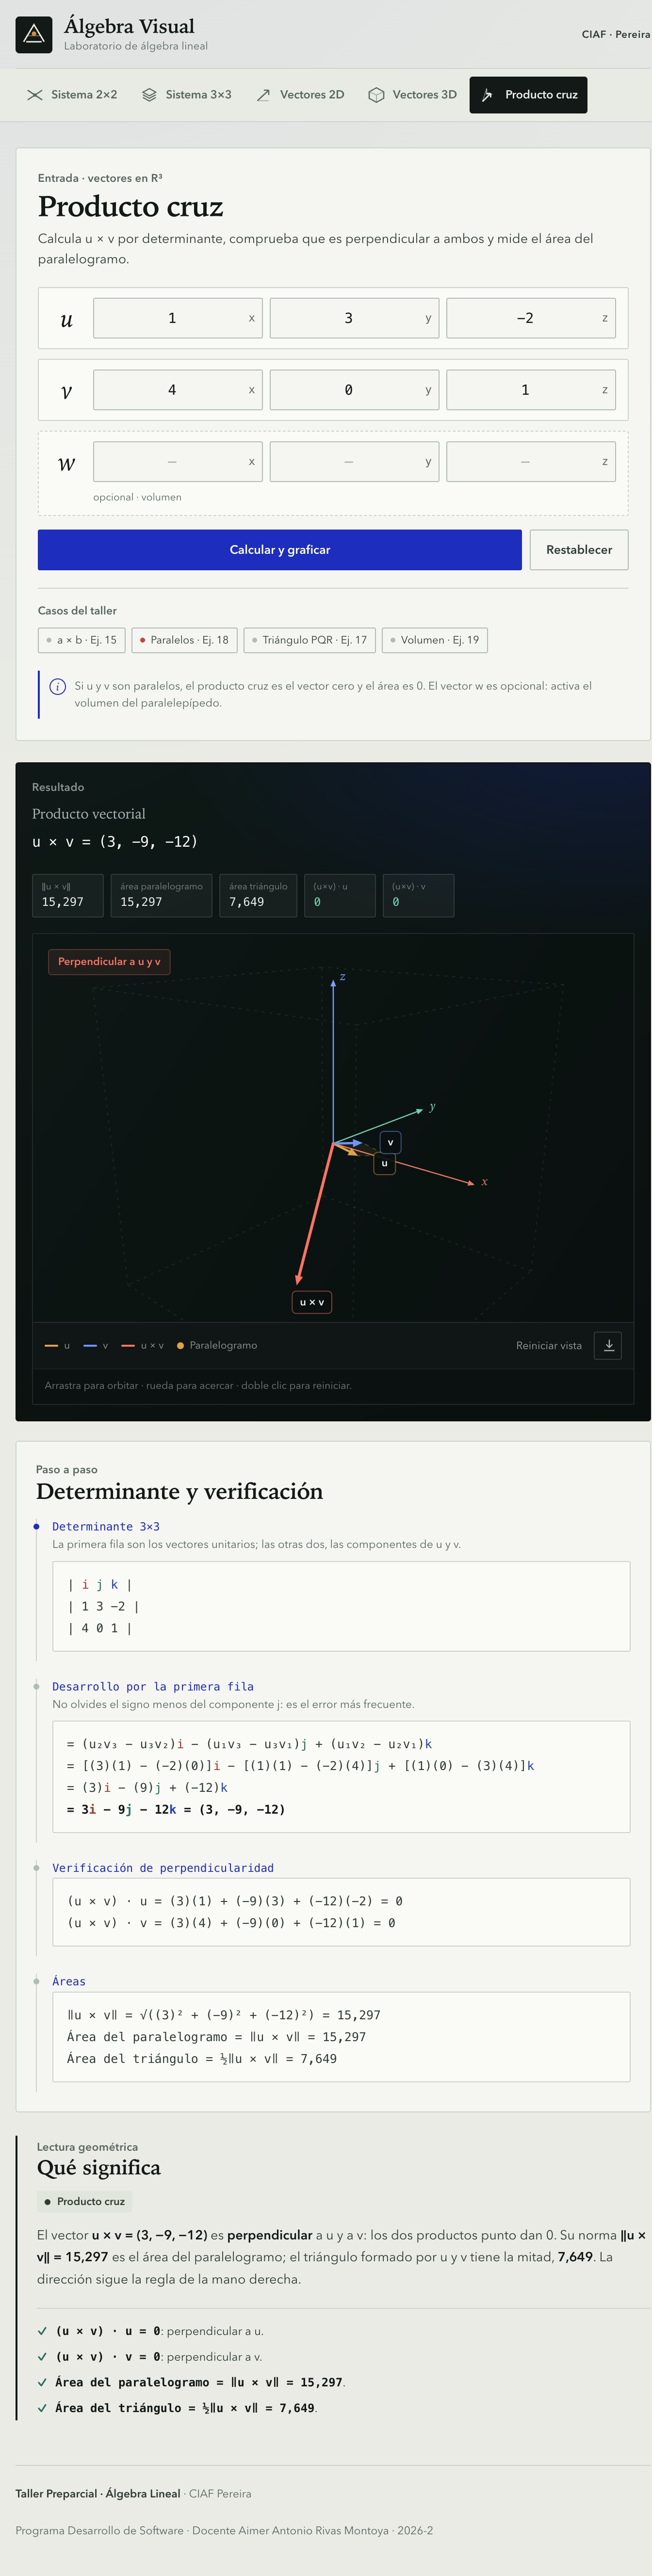 Álgebra Visual
Laboratorio de álgebra lineal
CIAF · Pereira
Sistema 2×2
Sistema 3×3
Vectores 2D
Vectores 3D
Producto cruz
Entrada · vectores en R³
Producto cruz
Calcula u × v por determinante, comprueba que es perpendicular a ambos y mide el área del
paralelogramo.
u 1 x 3 y −2 z
v 4 x 0 y 1 z
w — x — y — z
opcional · volumen
Calcular y graficar
Restablecer
Casos del taller
a × b · Ej. 15
Paralelos · Ej. 18
Triángulo PQR · Ej. 17
Volumen · Ej. 19
i Si u y v son paralelos, el producto cruz es el vector cero y el área es 0. El vector w es opcional: activa el
volumen del paralelepípedo.
Resultado
Producto vectorial
u × v = (3, −9, −12)
‖u × v‖
15,297
área paralelogramo
15,297
área triángulo
7,649
(u×v) · u
0
(u×v) · v
0
Perpendicular a u y v
z
y
v
u
x
u × v
u
v
u × v
Paralelogramo
Reiniciar vista
Arrastra para orbitar · rueda para acercar · doble clic para reiniciar.
Paso a paso
Determinante y verificación
Determinante 3×3
La primera fila son los vectores unitarios; las otras dos, las componentes de u y v.
| i j k |
| 1 3 −2 |
| 4 0 1 |
Desarrollo por la primera fila
No olvides el signo menos del componente j: es el error más frecuente.
= (u₂v₃ − u₃v₂)i − (u₁v₃ − u₃v₁)j + (u₁v₂ − u₂v₁)k
= [(3)(1) − (−2)(0)]i − [(1)(1) − (−2)(4)]j + [(1)(0) − (3)(4)]k
= (3)i − (9)j + (−12)k
= 3i − 9j − 12k = (3, −9, −12)
Verificación de perpendicularidad
(u × v) · u = (3)(1) + (−9)(3) + (−12)(−2) = 0
(u × v) · v = (3)(4) + (−9)(0) + (−12)(1) = 0
Áreas
‖u × v‖ = √((3)² + (−9)² + (−12)²) = 15,297
Área del paralelogramo = ‖u × v‖ = 15,297
Área del triángulo = ½‖u × v‖ = 7,649
Lectura geométrica
Qué significa
Producto cruz
El vector u × v = (3, −9, −12) es perpendicular a u y a v: los dos productos punto dan 0. Su norma ‖u ×
v‖ = 15,297 es el área del paralelogramo; el triángulo formado por u y v tiene la mitad, 7,649. La
dirección sigue la regla de la mano derecha.
(u × v) · u = 0: perpendicular a u.
(u × v) · v = 0: perpendicular a v.
Área del paralelogramo = ‖u × v‖ = 15,297.
Área del triángulo = ½‖u × v‖ = 7,649.
Taller Preparcial · Álgebra Lineal · CIAF Pereira
Programa Desarrollo de Software · Docente Aimer Antonio Rivas Montoya · 2026-2